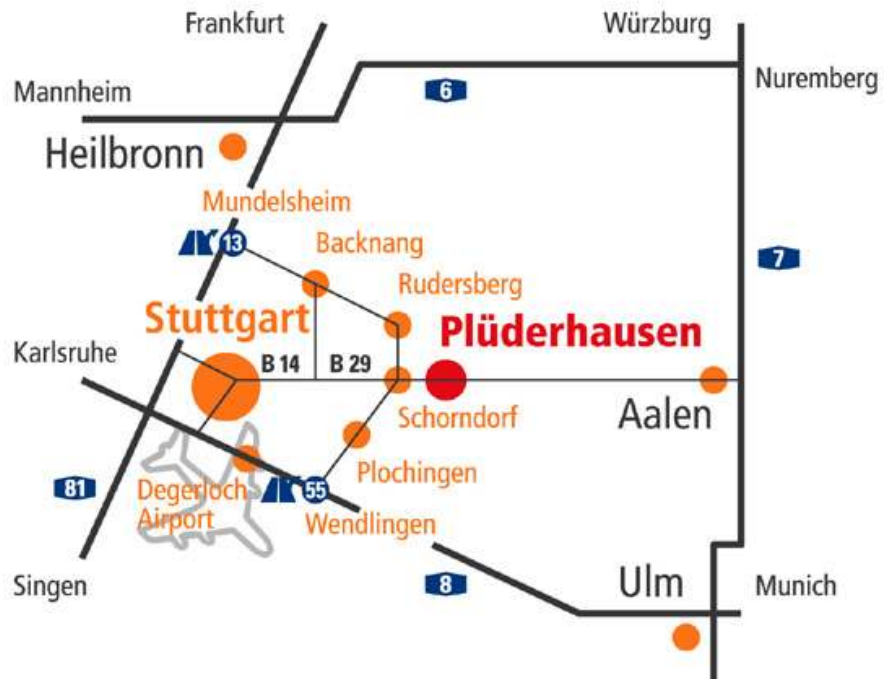 Frankfurt
Würzburg
Nuremberg
6
Mannheim
Heilbronn
Mundelsheim
13
Backnang
7
Rudersberg
Stuttgart
Plüderhausen
Karlsruhe
B 14
B 29
Schorndorf
Aalen
Plochingen
81
Degerloch
Airport
55
Wendlingen
Singen
8
Ulm
Munich